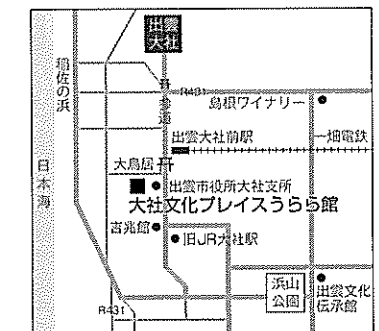 出雲
大社
稲佐の浜
参道
R431
島根ワイナリー
出雲大社前駅
一畑電鉄
大鳥居
日本海
出雲市役所大社支所
大社文化プレイスうらら館
吉兆館
旧JR大社駅
浜山
公園
出雲文化
伝承館
R431